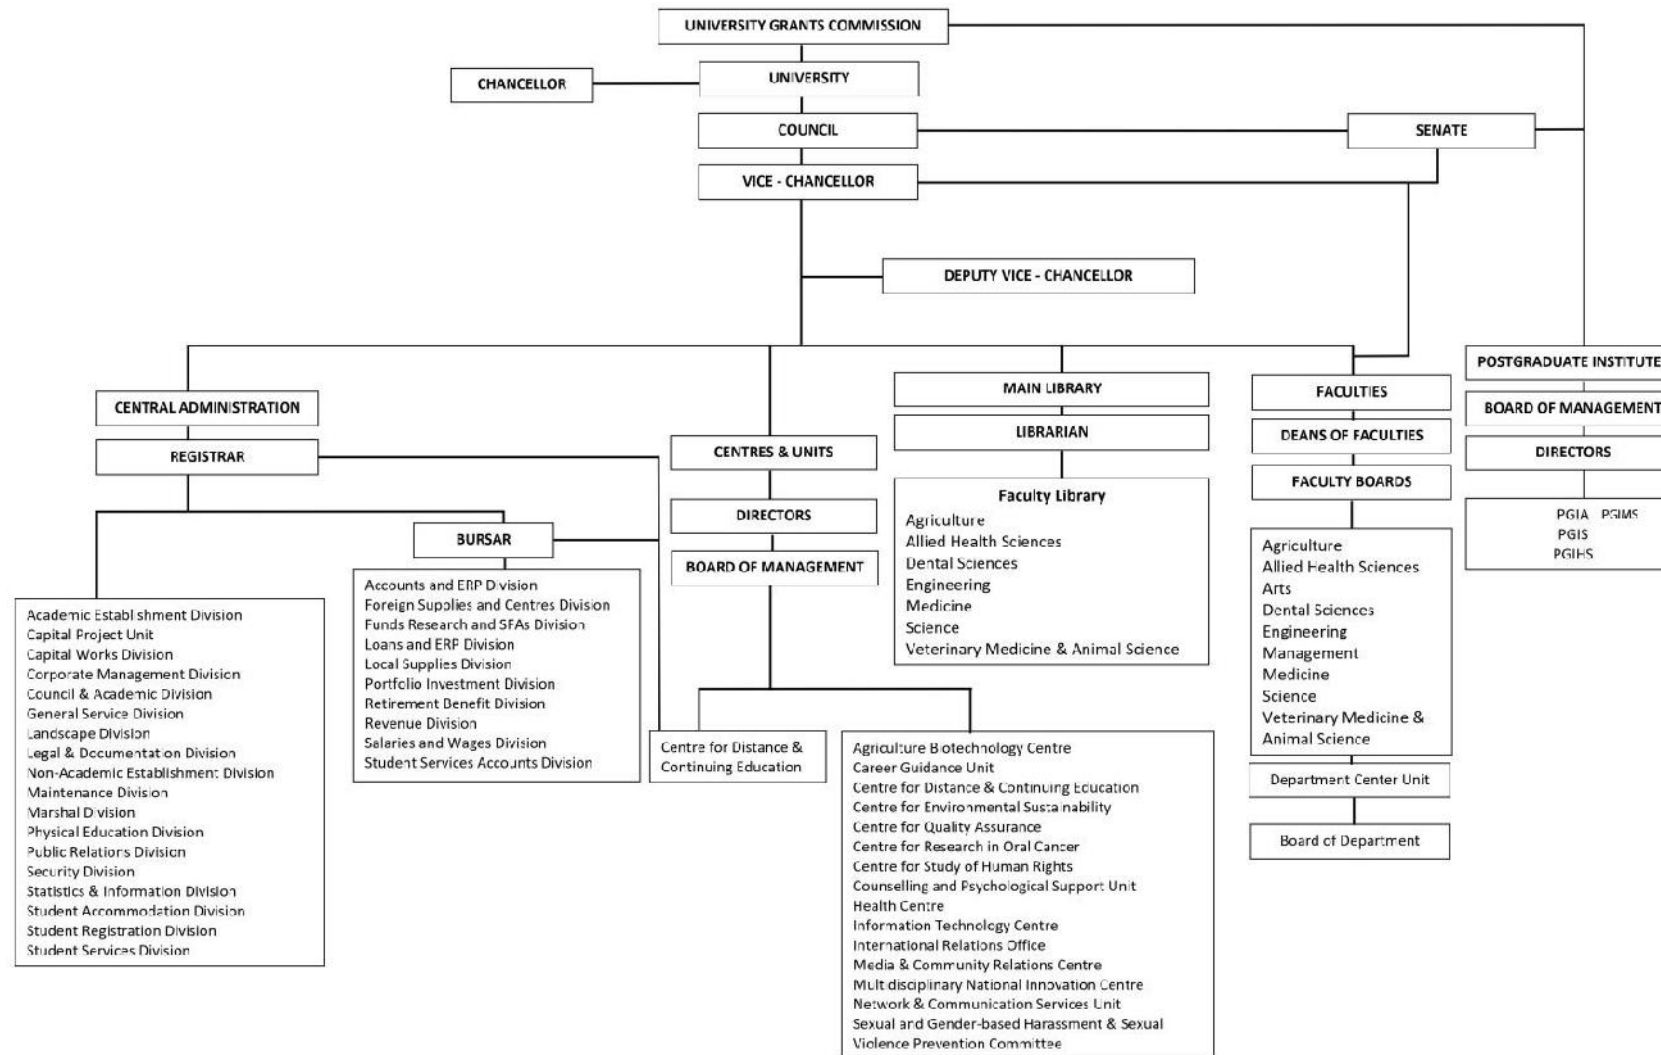 UNIVERSITY GRANTS COMMISSION
CHANCELLOR
UNIVERSITY
COUNCIL
SENATE
VICE - CHANCELLOR
DEPUTY VICE - CHANCELLOR
CENTRAL ADMINISTRATION
REGISTRAR
Academic Establishment Division
Capital Project Unit
Capital Works Division
Corporate Management Division
Council & Academic Division
General Service Division
Landscape Division
Legal & Documentation Division
Non-Academic Establishment Division
Maintenance Division
Marshal Division
Physical Education Division
Public Relations Division
Security Division
Statistics & Information Division
Student Accommodation Division
Student Registration Division
Student Services Division
BURSAR
Accounts and ERP Division
Foreign Supplies and Centres Division
Funds Research and SFAs Division
Loans and ERP Division
Local Supplies Division
Portfolio Investment Division
Retirement Benefit Division
Revenue Division
Salaries and Wages Division
Student Services Accounts Division
CENTRES & UNITS
DIRECTORS
BOARD OF MANAGEMENT
Centre for Distance &
Continuing Education
Agriculture Biotechnology Centre
Career Guidance Unit
Centre for Distance & Continuing Education
Centre for Environmental Sustainability
Centre for Quality Assurance
Centre for Research in Oral Cancer
Centre for Study of Human Rights
Counselling and Psychological Support Unit
Health Centre
Information Technology Centre
International Relations Office
Media & Community Relations Centre
Multidisciplinary National Innovation Centre
Network & Communication Services Unit
Sexual and Gender-based Harassment & Sexual
Violence Prevention Committee
MAIN LIBRARY
LIBRARIAN
Faculty Library
Agriculture
Allied Health Sciences
Dental Sciences
Engineering
Medicine
Science
Veterinary Medicine & Animal Science
FACULTIES
DEANS OF FACULTIES
FACULTY BOARDS
Agriculture
Allied Health Sciences
Arts
Dental Sciences
Engineering
Management
Medicine
Science
Veterinary Medicine &
Animal Science
Department Center Unit
Board of Department
POSTGRADUATE INSTITUTE
BOARD OF MANAGEMENT
DIRECTORS
PGIA PGIMS
PGIS
PGIHS